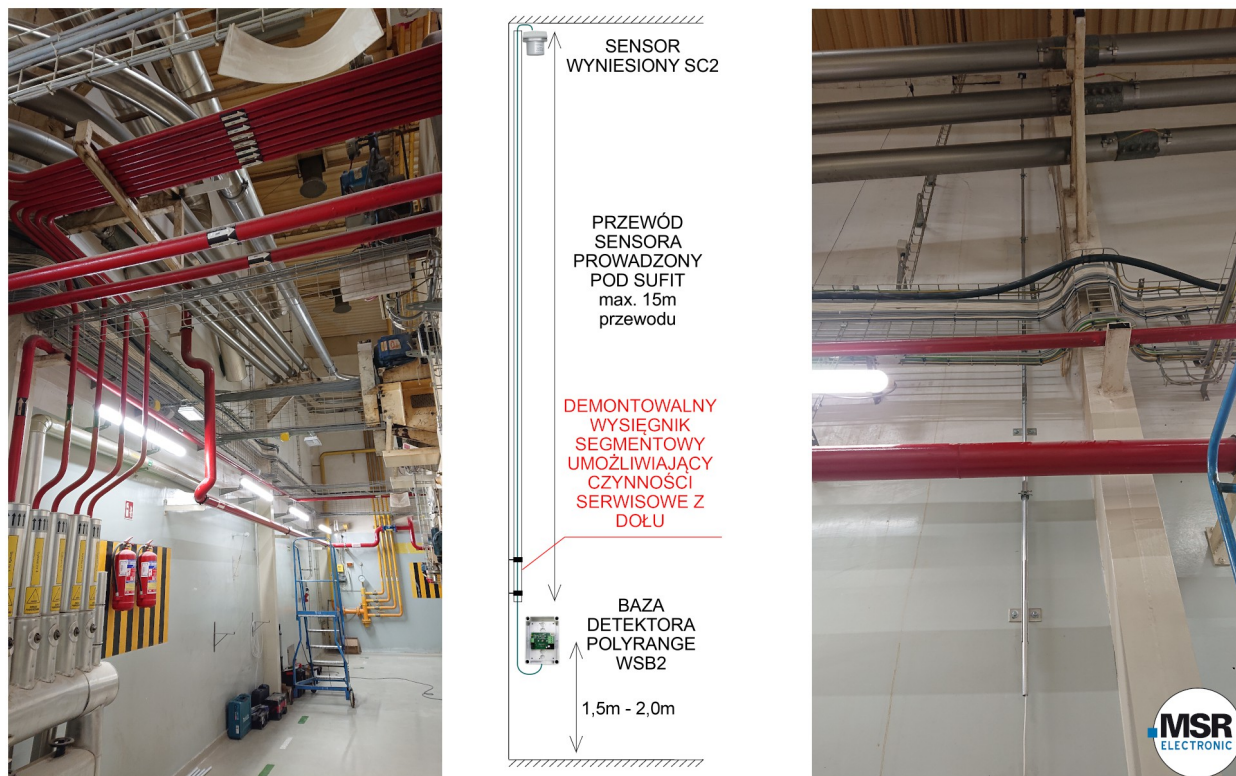 SENSOR
WYNIESIONY SC2
PRZEWÓD
SENSORA
PROWADZONY
POD SUFIT
max. 15m
przewodu
DEMONTOWALNY
WYSIĘGNIK
SEGMENTOWY
UMOŻLIWIAJĄCY
CZYNNOŚCI
SERWISOWE Z
DOŁU
BAZA
DETEKTORA
POLYRANGE
WSB2
1,5m - 2,0m
MSR
ELECTRONIC